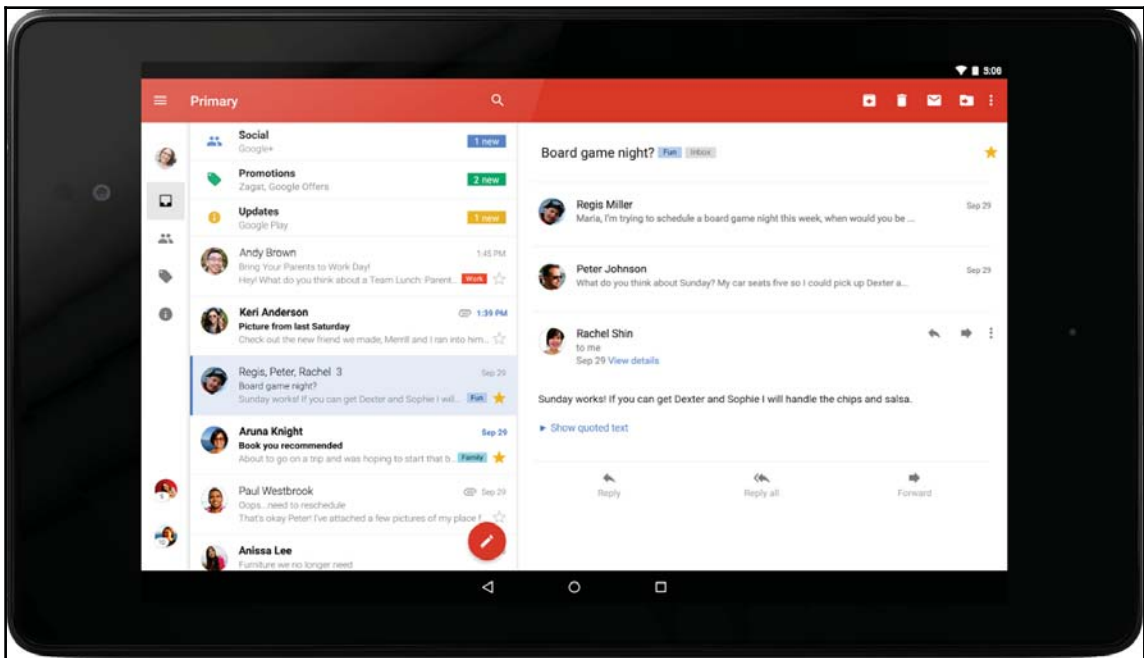 5:06
Primary
Social
Google+
1 new
Promotions
Zagat, Google Offers
2 new
Updates
Google Play
1 new
Andy Brown
1:45 PM
Bring Your Parents to Work Day!
Hey! What do you think about a Team Lunch: Parent...
Work
Keri Anderson
1:39 PM
Picture from last Saturday
Check out the new friend we made, Merrill and I ran into him...
Regis, Peter, Rachel 3
Sep 29
Board game night?
Sunday works! If you can get Dexter and Sophie I will...
Fun
Aruna Knight
Sep 29
Book you recommended
About to go on a trip and was hoping to start that b...
Family
Paul Westbrook
Sep 29
Oops...need to reschedule
That's okay Peter! I've attached a few pictures of my place f...
Anissa Lee
Furniture we no longer need
Board game night? Fun Inbox
Regis Miller
Sep 29
Maria, I'm trying to schedule a board game night this week, when would you be ...
Peter Johnson
Sep 29
What do you think about Sunday? My car seats five so I could pick up Dexter a...
Rachel Shin
to me
Sep 29 View details
Sunday works! If you can get Dexter and Sophie I will handle the chips and salsa.
Show quoted text
Reply
Reply all
Forward